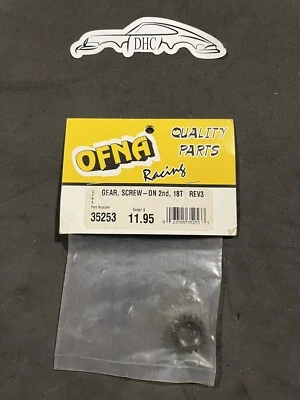 DHC
OFNA
Racing
QUALITY
PARTS
GEAR, SCREW-ON 2nd, 18T REV3
Part Number
Retail $
35253
11.95